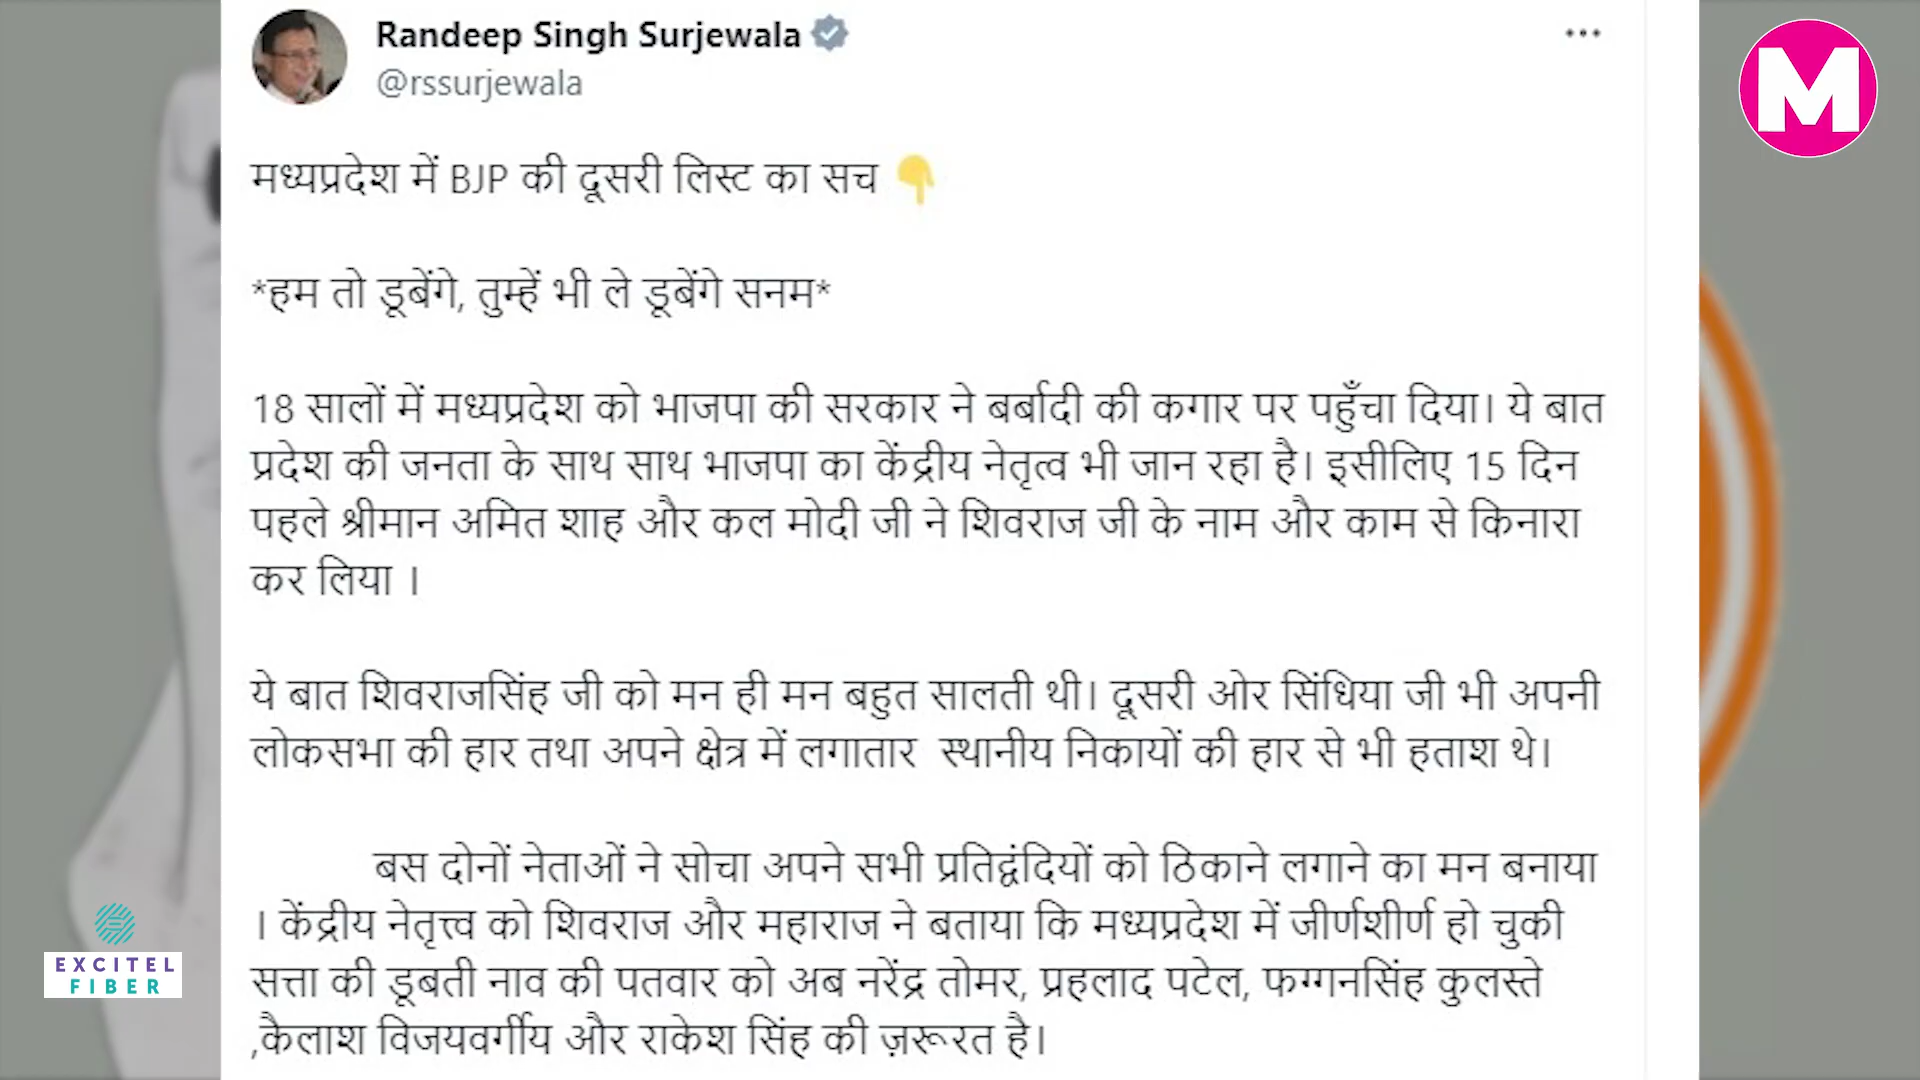 Randeep Singh Surjewala
@rssurjewala
M
मध्यप्रदेश में BJP की दूसरी लिस्ट का सच 👇
*हम तो डूबेंगे, तुम्हें भी ले डूबेंगे सनम*
18 सालों में मध्यप्रदेश को भाजपा की सरकार ने बर्बादी की कगार पर पहुँचा दिया। ये बात
प्रदेश की जनता के साथ साथ भाजपा का केंद्रीय नेतृत्व भी जान रहा है। इसीलिए 15 दिन
पहले श्रीमान अमित शाह और कल मोदी जी ने शिवराज जी के नाम और काम से किनारा
कर लिया ।
ये बात शिवराजसिंह जी को मन ही मन बहुत सालती थी। दूसरी ओर सिंधिया जी भी अपनी
लोकसभा की हार तथा अपने क्षेत्र में लगातार स्थानीय निकायों की हार से भी हताश थे।
बस दोनों नेताओं ने सोचा अपने सभी प्रतिद्वंदियों को ठिकाने लगाने का मन बनाया
। केंद्रीय नेतृत्त्व को शिवराज और महाराज ने बताया कि मध्यप्रदेश में जीर्णशीर्ण हो चुकी
सत्ता की डूबती नाव की पतवार को अब नरेंद्र तोमर, प्रहलाद पटेल, फग्गनसिंह कुलस्ते
,कैलाश विजयवर्गीय और राकेश सिंह की ज़रूरत है।
EXCITEL
FIBER